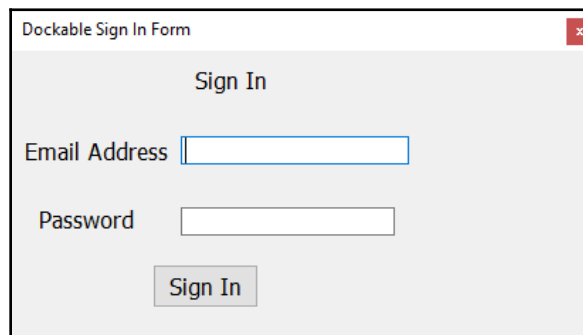 Dockable Sign In Form
x
Sign In
Email Address
Password
Sign In